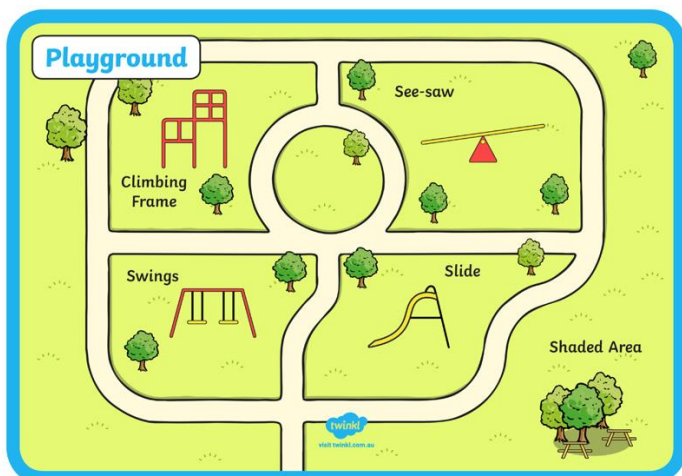 Playground
See-saw
Climbing
Frame
Swings
Slide
Shaded Area
twinkl
visit twinkl.com.au